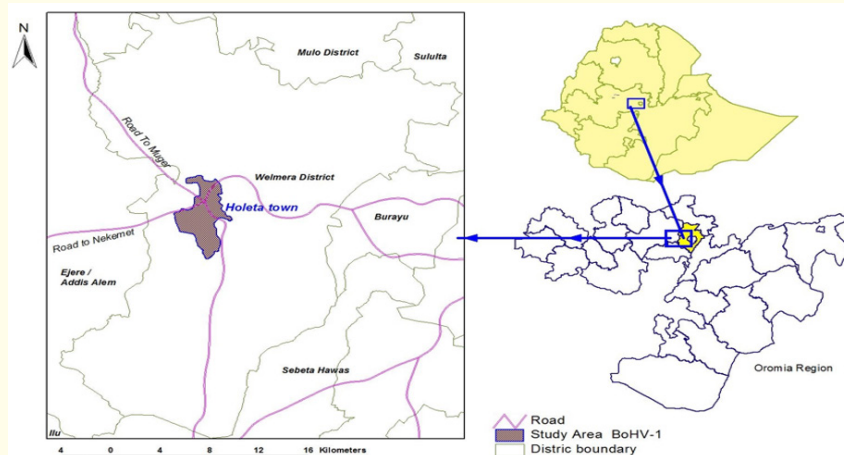 N
Mulo District
Sululta
Road To Muger
Welmera District
Holeta town
Burayu
Road to Nekemet
Ejere /
Addis Alem
Sebeta Hawas
Ilu
4 0 4 8 12 16 Kilometers
Oromia Region
Road
Study Area BoHV-1
Distric boundary